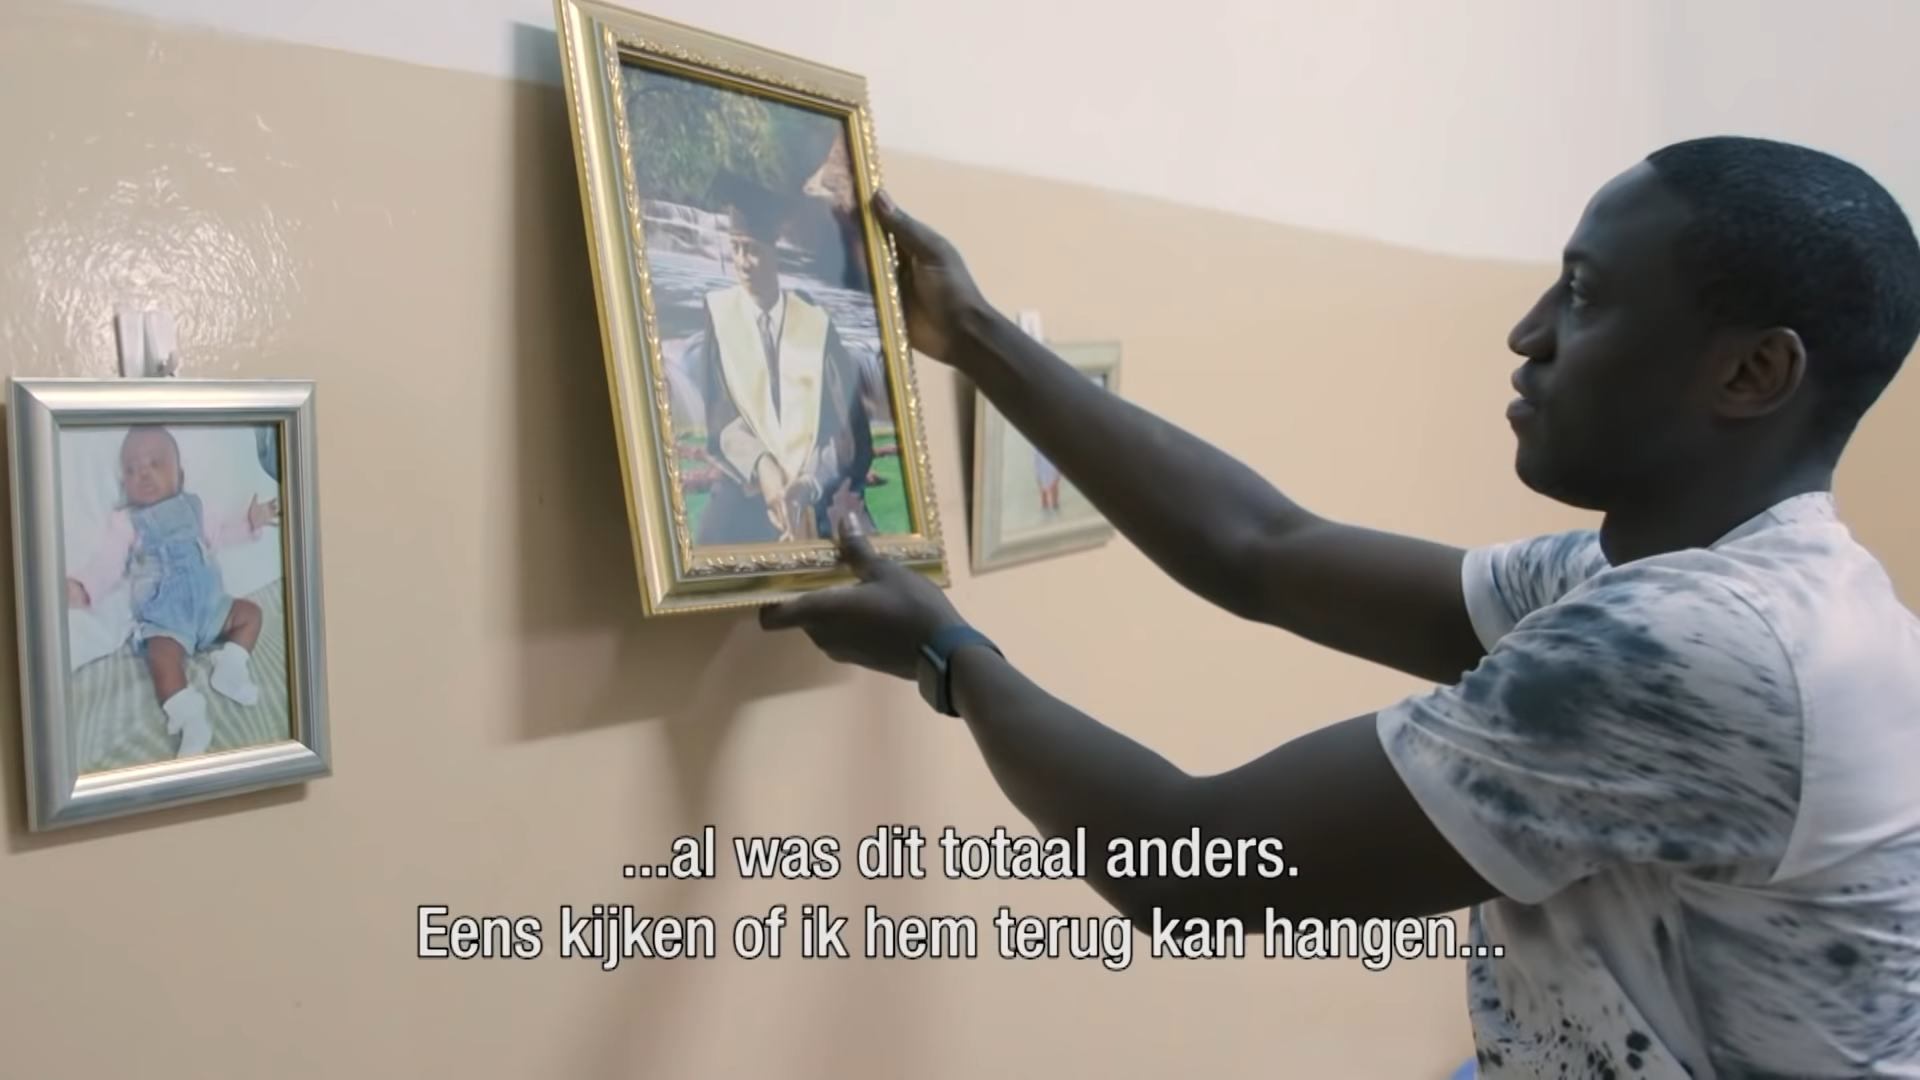 ...al was dit totaal anders.
Eens kijken of ik hem terug kan hangen...